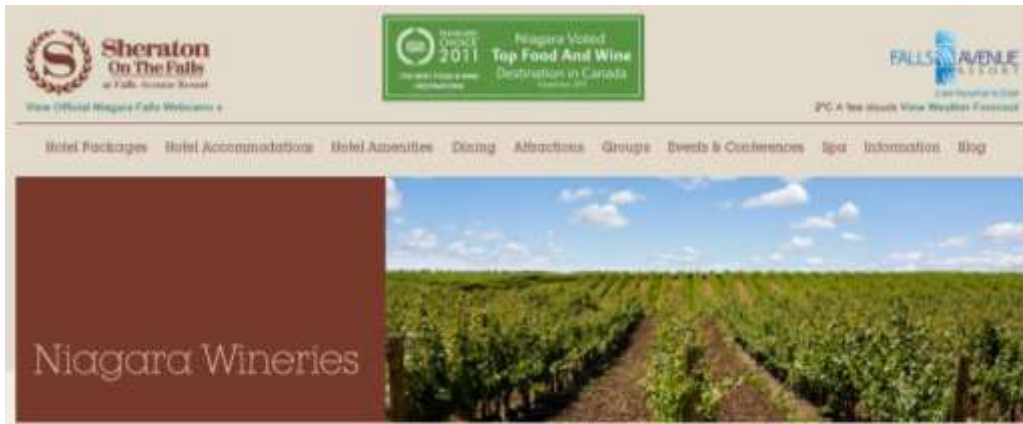 Sheraton
On The Falls
at Falls Avenue Resort
View Official Niagara Falls Webcams »
2011
Niagara Voted
Top Food And Wine
Destination in Canada
FALLS AVENUE
RESORT
2°C A few clouds View Weather Forecast
Hotel Packages Hotel Accommodations Hotel Amenities Dining Attractions Groups Events & Conferences Spa Information Blog
Niagara Wineries